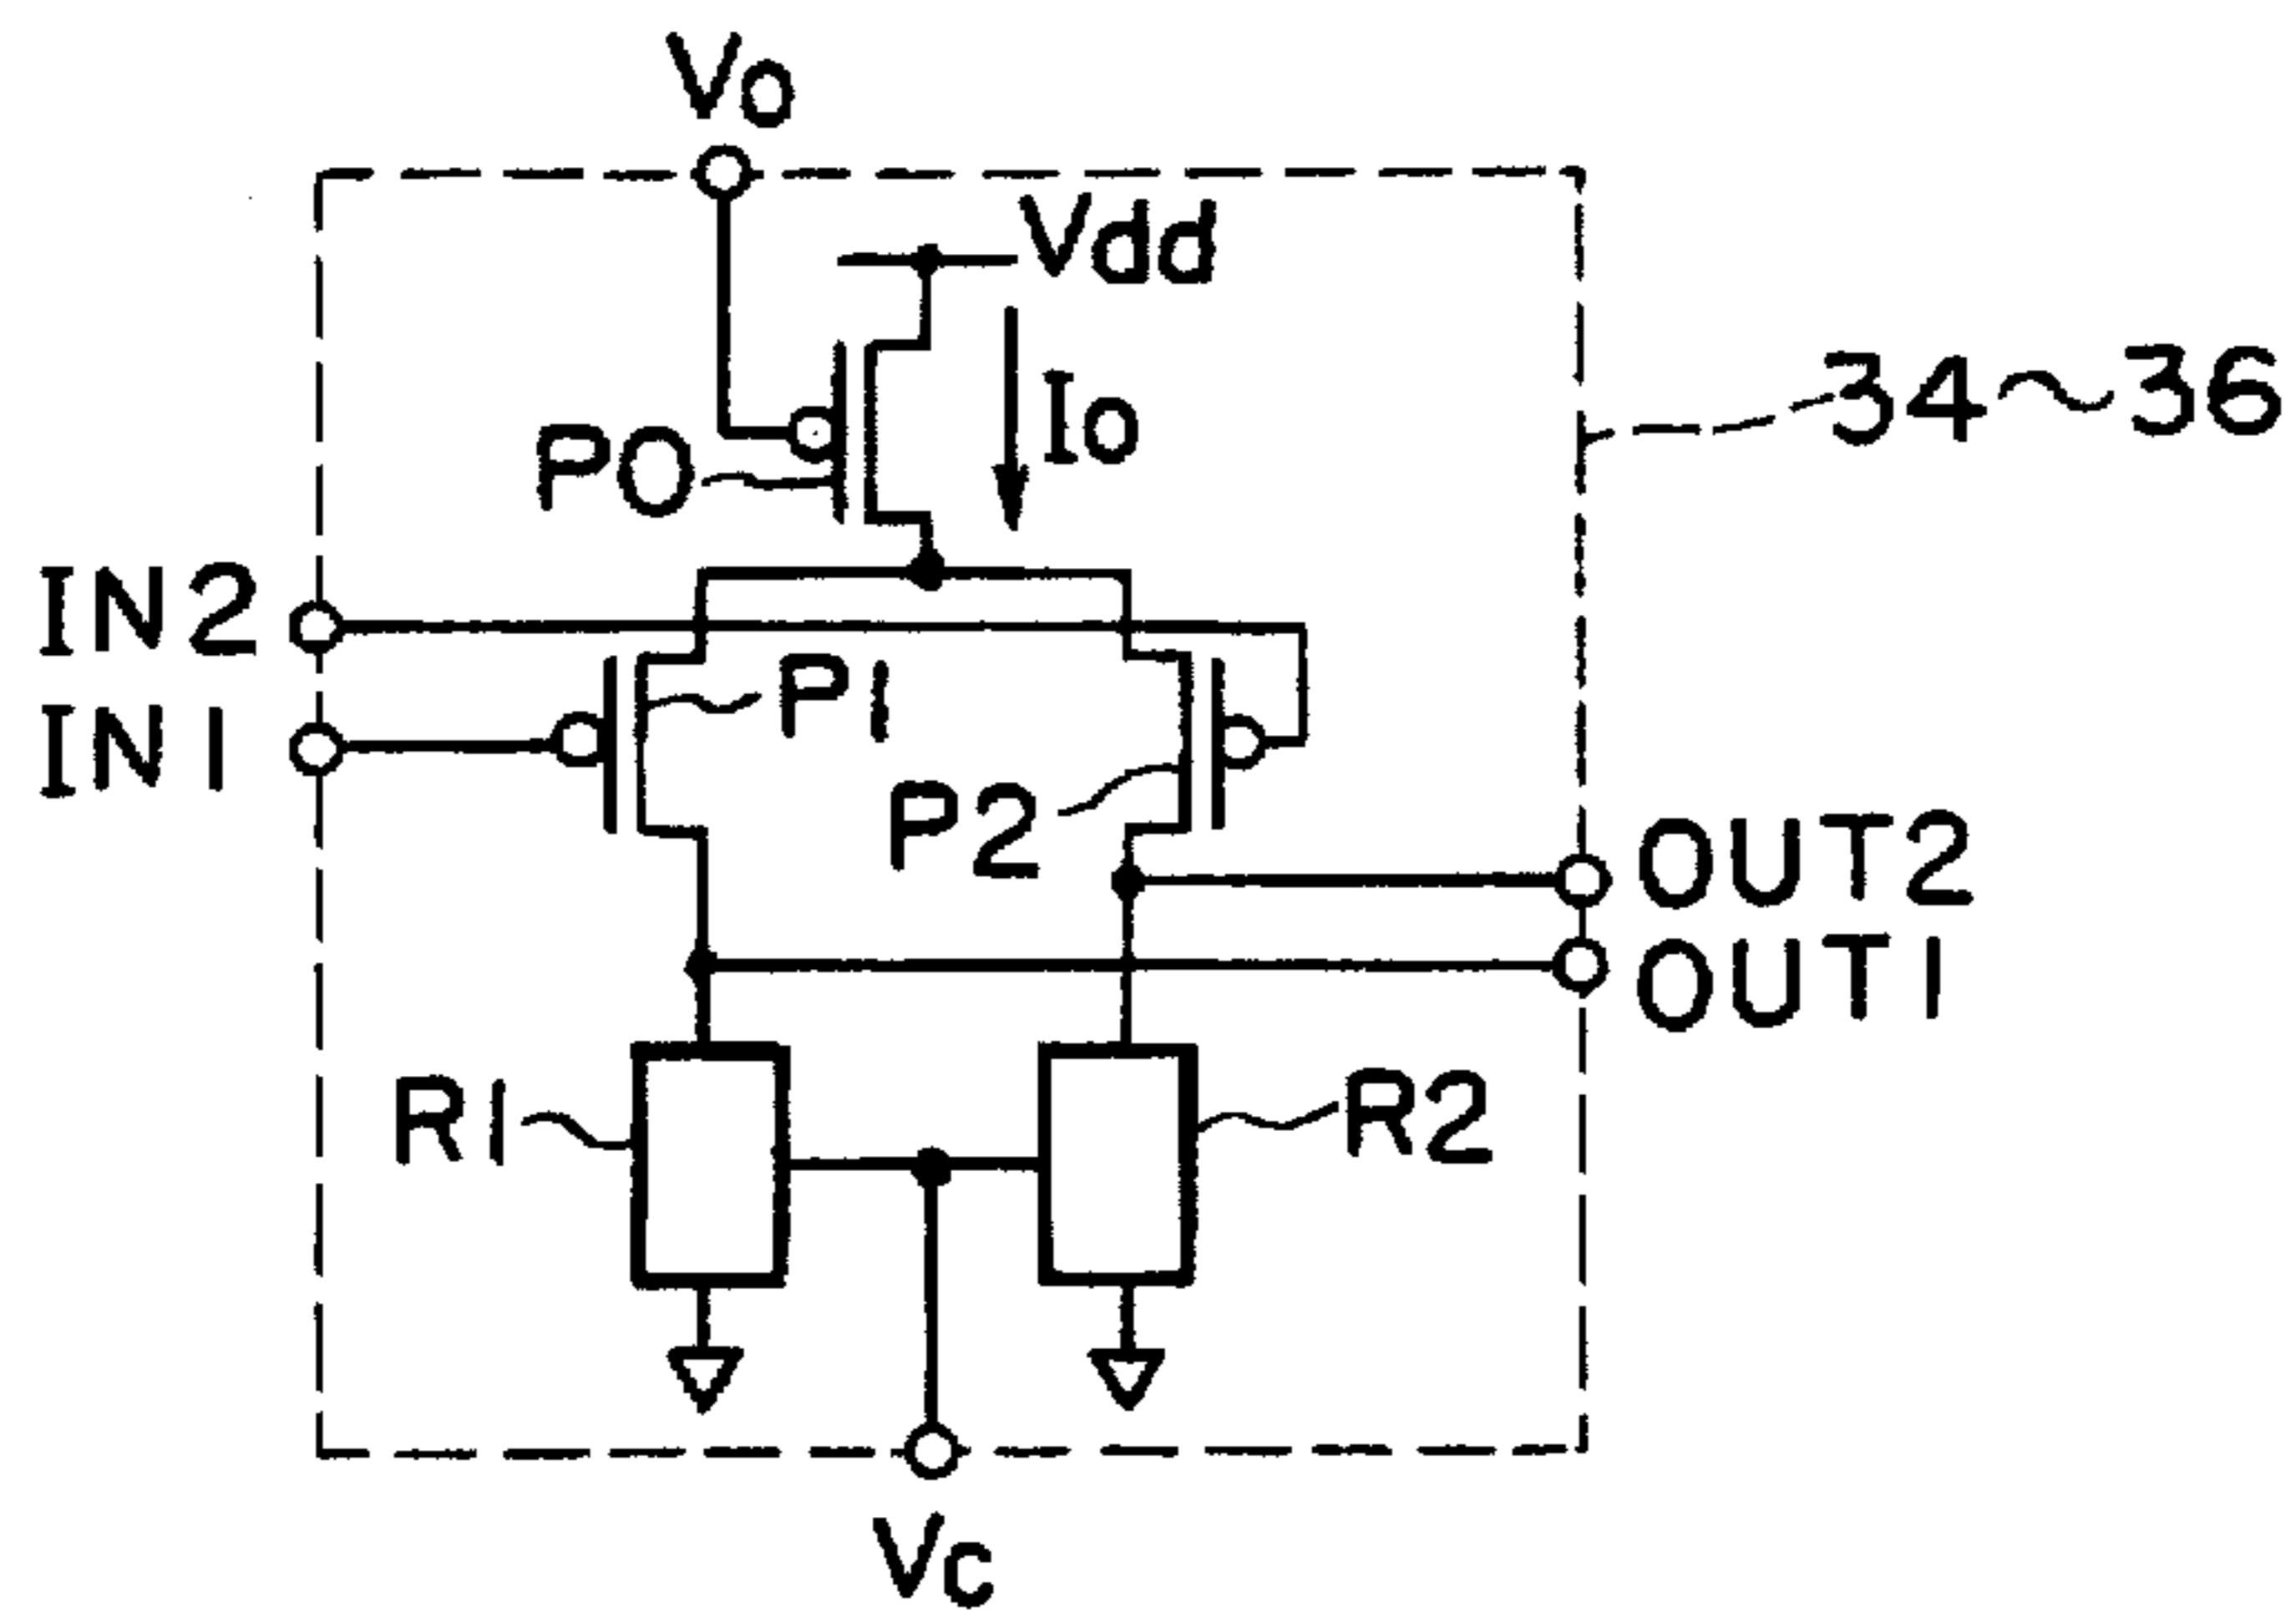 Vo
Vdd
Io
34~36
PO
IN2
P1
IN1
P2
OUT2
OUT1
R1
R2
Vc